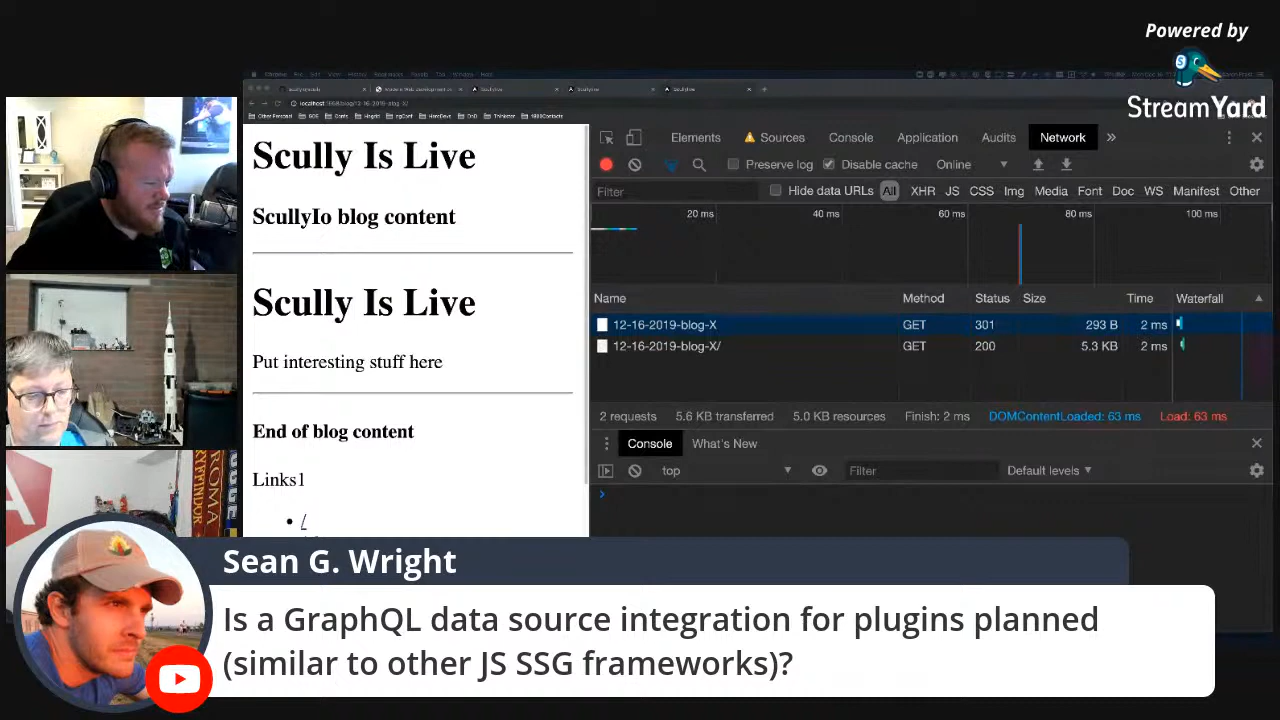 Powered by
StreamYard
localhost
Other Personal
Scully Is Live
ScullyIo blog content
Scully Is Live
Put interesting stuff here
End of blog content
Links1
• /
Elements
Sources
Console
Application
Audits
Network
Preserve log
Disable cache
Online
Filter
Hide data URLs
All
XHR
JS
CSS
Img
Media
Font
Doc
WS
Manifest
Other
20 ms
40 ms
60 ms
80 ms
100 ms
Name
Method
Status
Size
Time
Waterfall
12-16-2019-blog-X
GET
301
293 B
2 ms
12-16-2019-blog-X/
GET
200
5.3 KB
2 ms
2 requests
5.6 KB transferred
5.0 KB resources
Finish: 2 ms
DOMContentLoaded: 63 ms
Load: 63 ms
Console
What's New
top
Filter
Default levels
ROMA
RYFFINDOR
Sean G. Wright
Is a GraphQL data source integration for plugins planned
(similar to other JS SSG frameworks)?